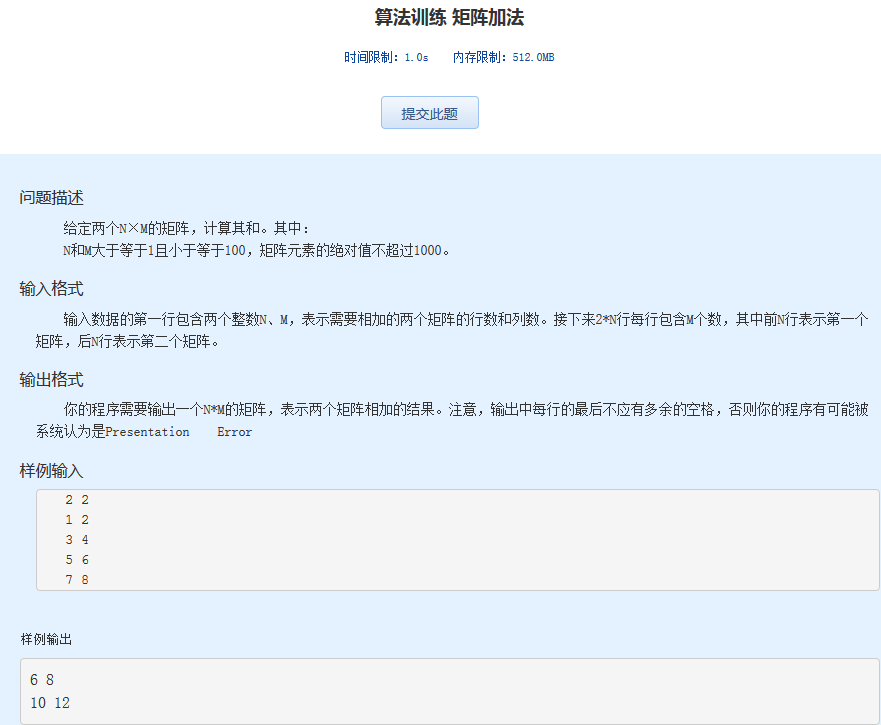 算法训练 矩阵加法
时间限制：1.0s 内存限制：512.0MB
提交此题
问题描述
给定两个N×M的矩阵，计算其和。其中：
N和M大于等于1且小于等于100，矩阵元素的绝对值不超过1000。
输入格式
输入数据的第一行包含两个整数N、M，表示需要相加的两个矩阵的行数和列数。接下来2*N行每行包含M个数，其中前N行表示第一个
矩阵，后N行表示第二个矩阵。
输出格式
你的程序需要输出一个N*M的矩阵，表示两个矩阵相加的结果。注意，输出中每行的最后不应有多余的空格，否则你的程序有可能被
系统认为是Presentation Error
样例输入
2 2
1 2
3 4
5 6
7 8
样例输出
6 8
10 12